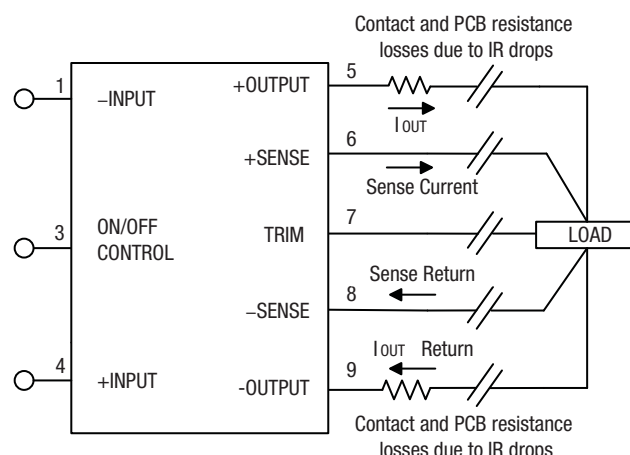 Contact and PCB resistance
losses due to IR drops
1
–INPUT
+OUTPUT
5
IOUT
+SENSE
6
Sense Current
3
ON/OFF
CONTROL
TRIM
7
LOAD
Sense Return
–SENSE
8
IOUT Return
4
+INPUT
-OUTPUT
9
Contact and PCB resistance
losses due to IR drops